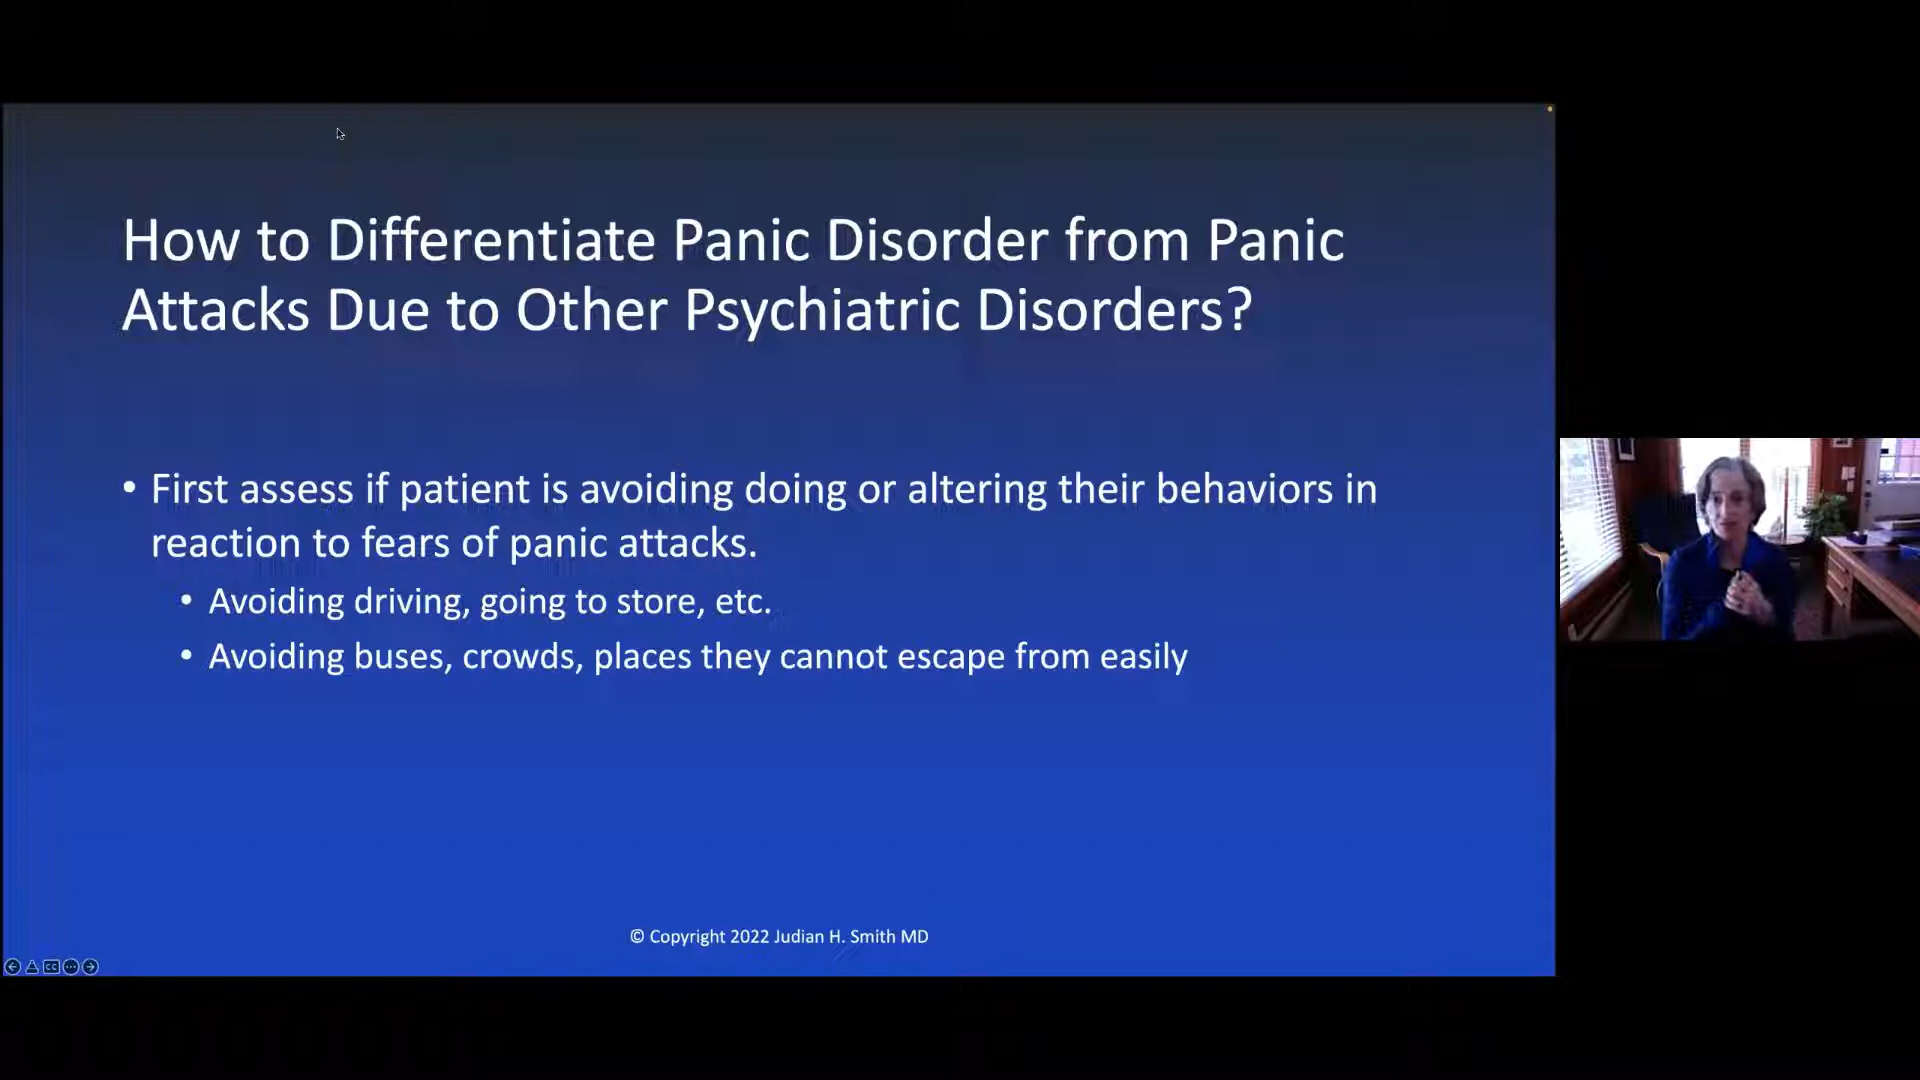 How to Differentiate Panic Disorder from Panic
Attacks Due to Other Psychiatric Disorders?
• First assess if patient is avoiding doing or altering their behaviors in
reaction to fears of panic attacks.
• Avoiding driving, going to store, etc.
• Avoiding buses, crowds, places they cannot escape from easily
© Copyright 2022 Judian H. Smith MD
CC